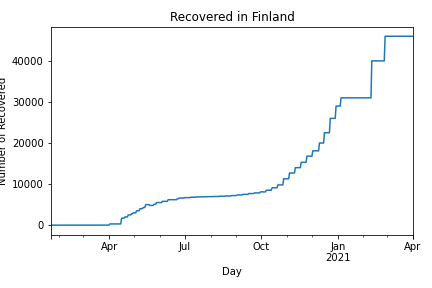 Recovered in Finland
Number of Recovered
40000
30000
20000
10000
0
Apr Jul Oct Jan Apr
2021
Day